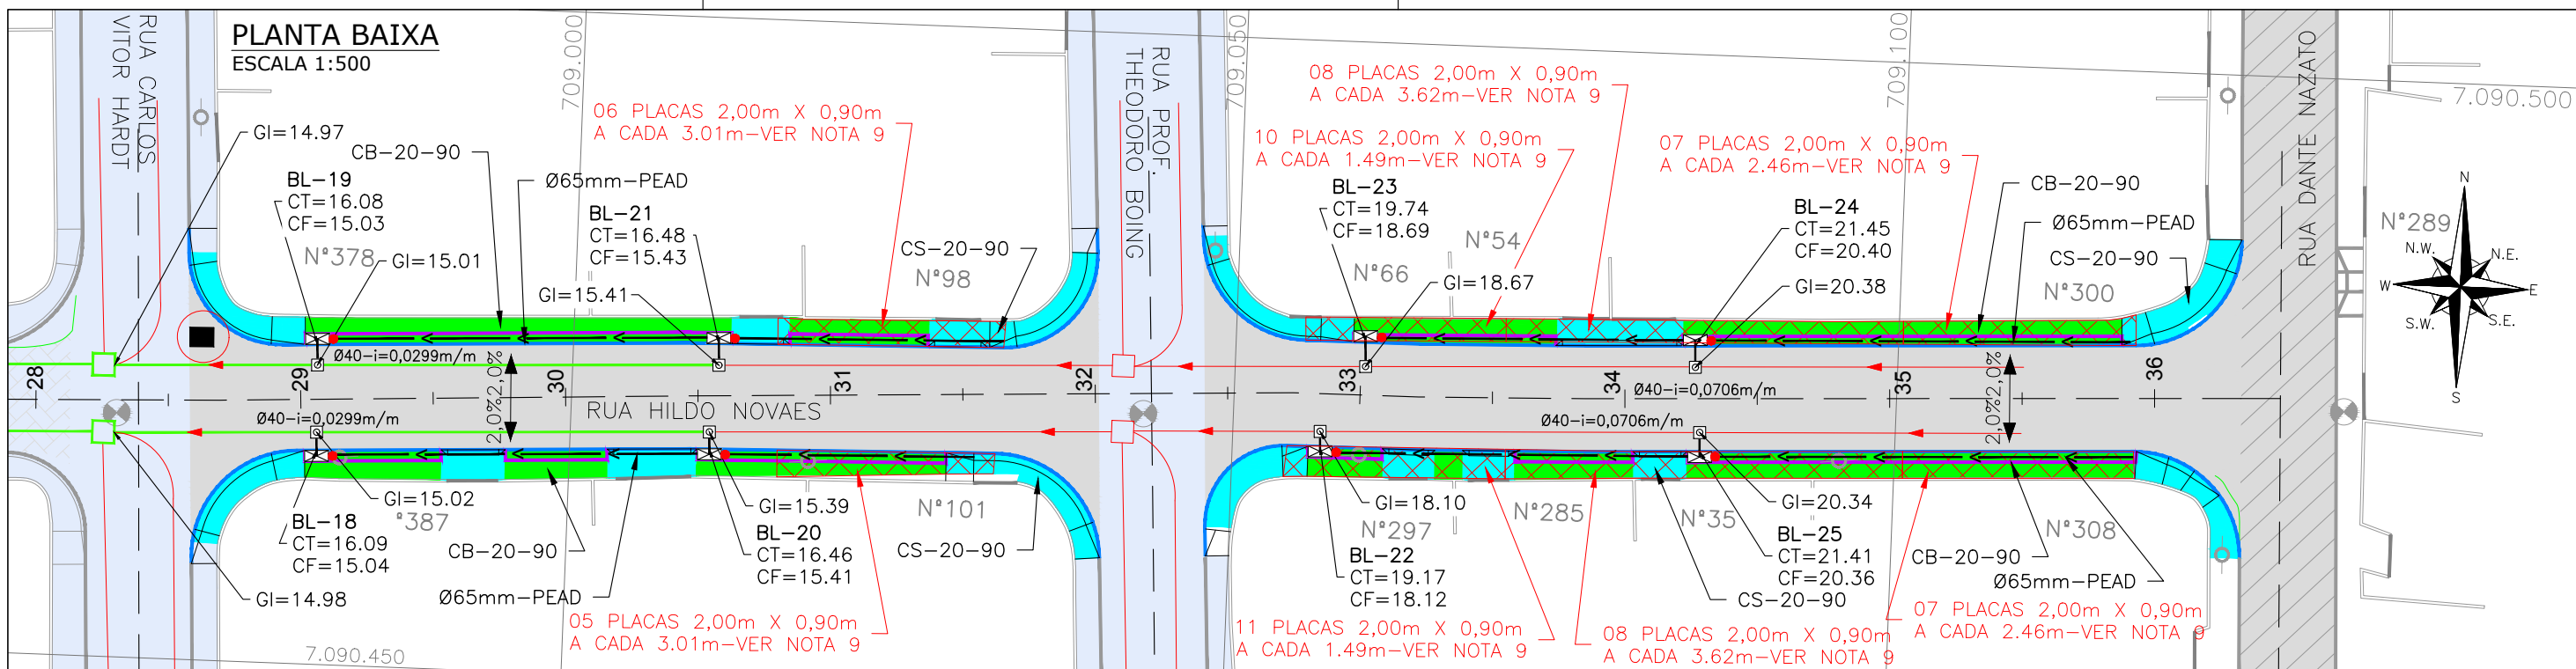 PLANTA BAIXA
ESCALA 1:500
RUA CARLOS
VITOR HARDT
709.000
709.050
709.100
7.090.500
7.090.450
RUA PROF.
THEODORO BOING
RUA DANTE NAZATO
RUA HILDO NOVAES
GI=14.97
CB-20-90
BL-19
CT=16.08
CF=15.03
N°378
GI=15.01
Ø65mm-PEAD
BL-21
CT=16.48
CF=15.43
GI=15.41
06 PLACAS 2,00m X 0,90m
A CADA 3.01m-VER NOTA 9
CS-20-90
N°98
08 PLACAS 2,00m X 0,90m
A CADA 3.62m-VER NOTA 9
10 PLACAS 2,00m X 0,90m
A CADA 1.49m-VER NOTA 9
07 PLACAS 2,00m X 0,90m
A CADA 2.46m-VER NOTA 9
BL-23
CT=19.74
CF=18.69
N°66
N°54
GI=18.67
BL-24
CT=21.45
CF=20.40
GI=20.38
CB-20-90
Ø65mm-PEAD
CS-20-90
N°300
N°289
N
N.E.
E
S.E.
S
S.W.
W
N.W.
Ø40-i=0,0299m/m
28
29
30
31
32
33
34
35
36
2,0%
2,0%
2,0%
2,0%
Ø40-i=0,0299m/m
Ø40-i=0,0706m/m
Ø40-i=0,0706m/m
GI=15.02
°387
BL-18
CT=16.09
CF=15.04
GI=14.98
CB-20-90
Ø65mm-PEAD
GI=15.39
BL-20
CT=16.46
CF=15.41
N°101
CS-20-90
05 PLACAS 2,00m X 0,90m
A CADA 3.01m-VER NOTA 9
GI=18.10
N°297
BL-22
CT=19.17
CF=18.12
N°285
N°35
11 PLACAS 2,00m X 0,90m
A CADA 1.49m-VER NOTA 9
08 PLACAS 2,00m X 0,90m
A CADA 3.62m-VER NOTA 9
GI=20.34
BL-25
CT=21.41
CF=20.36
CS-20-90
N°308
CB-20-90
Ø65mm-PEAD
07 PLACAS 2,00m X 0,90m
A CADA 2.46m-VER NOTA 9